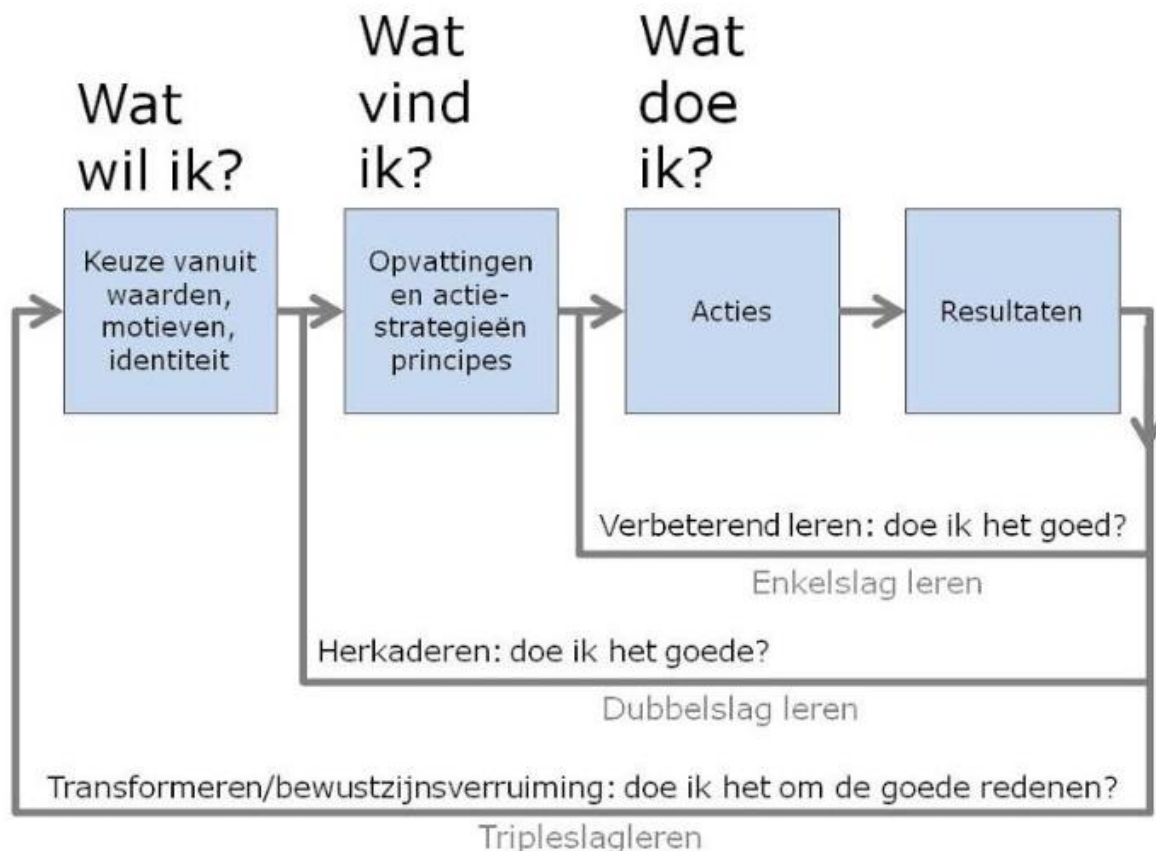 Wat
wil ik?
Wat
vind
ik?
Wat
doe
ik?
Keuze vanuit
waarden,
motieven,
identiteit
Opvattingen
en actie-
strategieën
principes
Acties
Resultaten
Verbeterend leren: doe ik het goed?
Enkelslag leren
Herkaderen: doe ik het goede?
Dubbelslag leren
Transformeren/bewustzijnsverruiming: doe ik het om de goede redenen?
Tripleslagleren